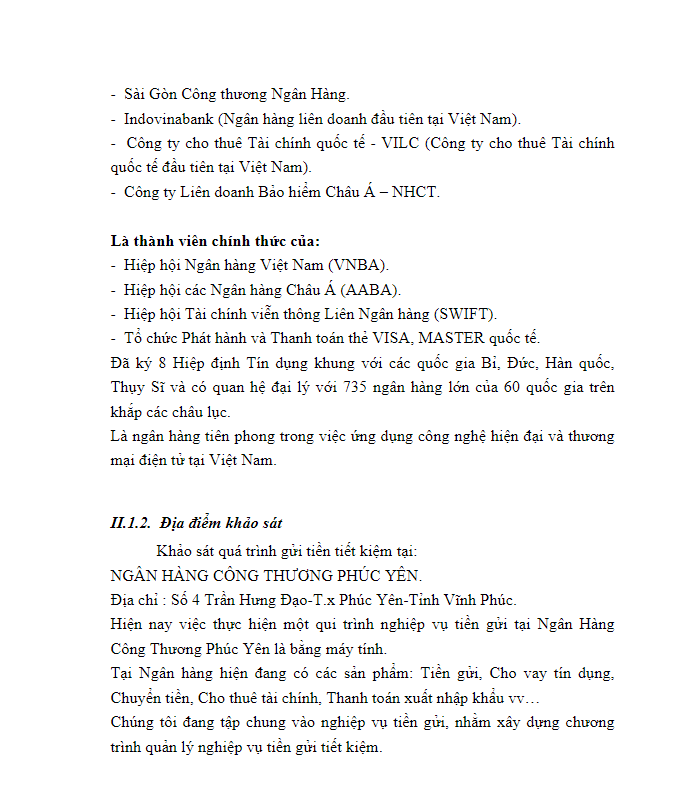 - Sài Gòn Công thương Ngân Hàng.
- Indovinabank (Ngân hàng liên doanh đầu tiên tại Việt Nam).
- Công ty cho thuê Tài chính quốc tế - VILC (Công ty cho thuê Tài chính
quốc tế đầu tiên tại Việt Nam).
- Công ty Liên doanh Bảo hiểm Châu Á – NHCT.
Là thành viên chính thức của:
- Hiệp hội Ngân hàng Việt Nam (VNBA).
- Hiệp hội các Ngân hàng Châu Á (AABA).
- Hiệp hội Tài chính viễn thông Liên Ngân hàng (SWIFT).
- Tổ chức Phát hành và Thanh toán thẻ VISA, MASTER quốc tế.
Đã ký 8 Hiệp định Tín dụng khung với các quốc gia Bỉ, Đức, Hàn quốc,
Thụy Sĩ và có quan hệ đại lý với 735 ngân hàng lớn của 60 quốc gia trên
khắp các châu lục.
Là ngân hàng tiên phong trong việc ứng dụng công nghệ hiện đại và thương
mại điện tử tại Việt Nam.
II.1.2. Địa điểm khảo sát
Khảo sát quá trình gửi tiền tiết kiệm tại:
NGÂN HÀNG CÔNG THƯƠNG PHÚC YÊN.
Địa chỉ : Số 4 Trần Hưng Đạo-T.x Phúc Yên-Tỉnh Vĩnh Phúc.
Hiện nay việc thực hiện một qui trình nghiệp vụ tiền gửi tại Ngân Hàng
Công Thương Phúc Yên là bằng máy tính.
Tại Ngân hàng hiện đang có các sản phẩm: Tiền gửi, Cho vay tín dụng,
Chuyển tiền, Cho thuê tài chính, Thanh toán xuất nhập khẩu vv…
Chúng tôi đang tập chung vào nghiệp vụ tiền gửi, nhằm xây dựng chương
trình quản lý nghiệp vụ tiền gửi tiết kiệm.